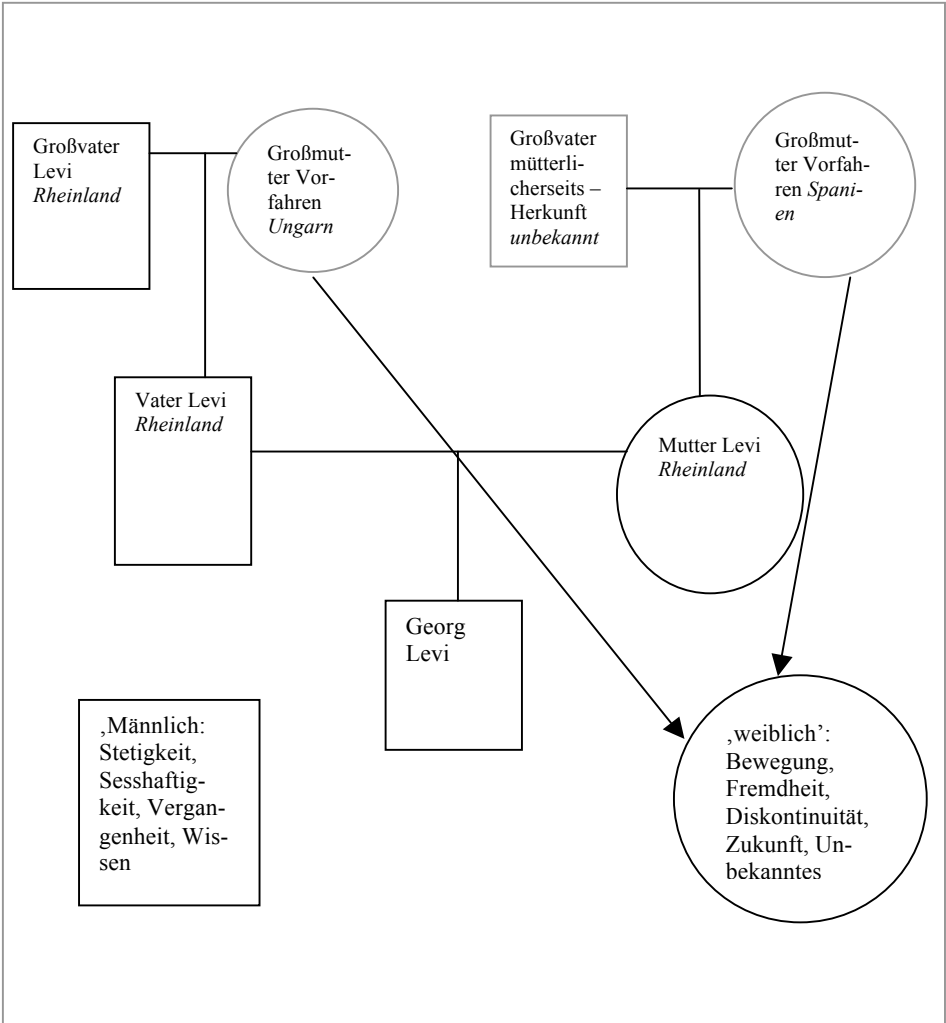 Großvater
Levi
Rheinland
Großmut-
ter Vor-
fahren
Ungarn
Großvater
mütterli-
cherseits –
Herkunft
unbekannt
Großmut-
ter Vorfah-
ren Spani-
en
Vater Levi
Rheinland
Mutter Levi
Rheinland
Georg
Levi
‚Männlich:
Stetigkeit,
Sesshaftig-
keit, Vergan-
genheit, Wis-
sen
‚weiblich’:
Bewegung,
Fremdheit,
Diskontinuität,
Zukunft, Un-
bekanntes